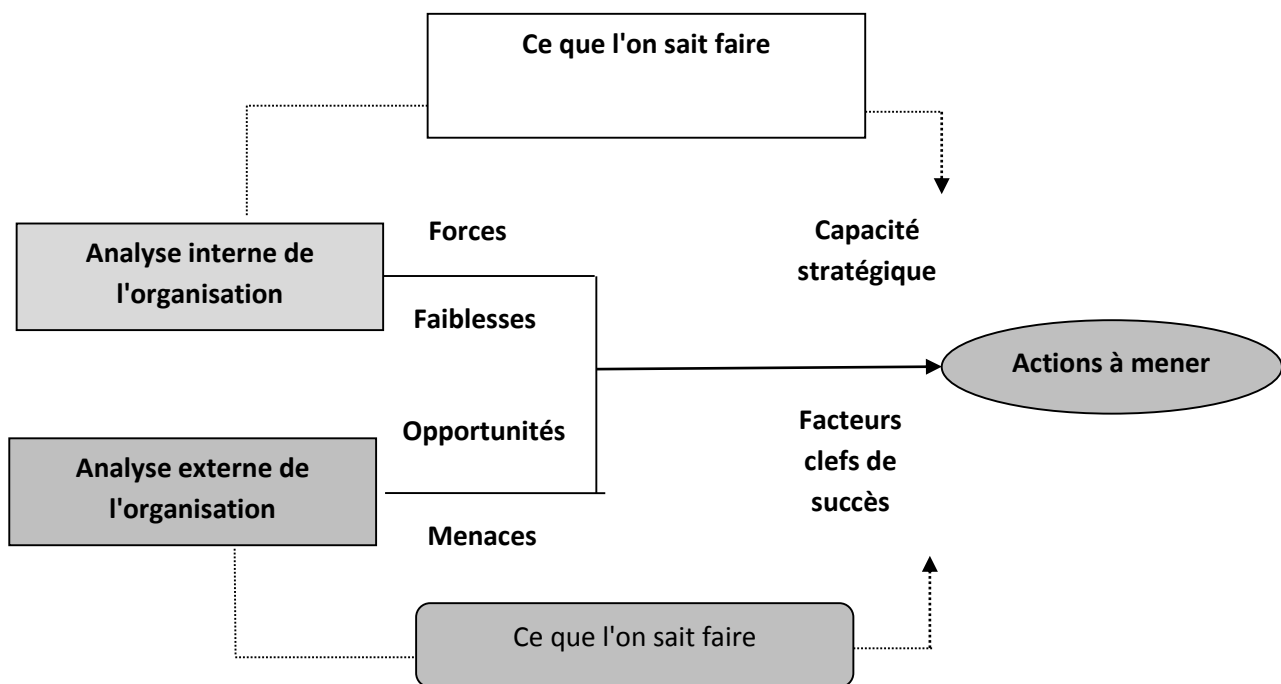 Ce que l'on sait faire
Forces
Capacité
stratégique
Analyse interne de
l'organisation
Faiblesses
Actions à mener
Opportunités
Facteurs
clefs de
succès
Analyse externe de
l'organisation
Menaces
Ce que l'on sait faire